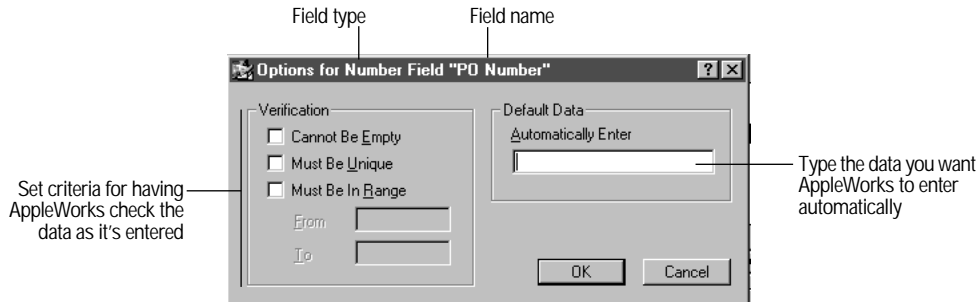 Field type
Field name
Options for Number Field "PO Number"
Verification
Cannot Be Empty
Must Be Unique
Must Be In Range
From
To
Default Data
Automatically Enter
OK
Cancel
Set criteria for having
AppleWorks check the
data as it's entered
Type the data you want
AppleWorks to enter
automatically